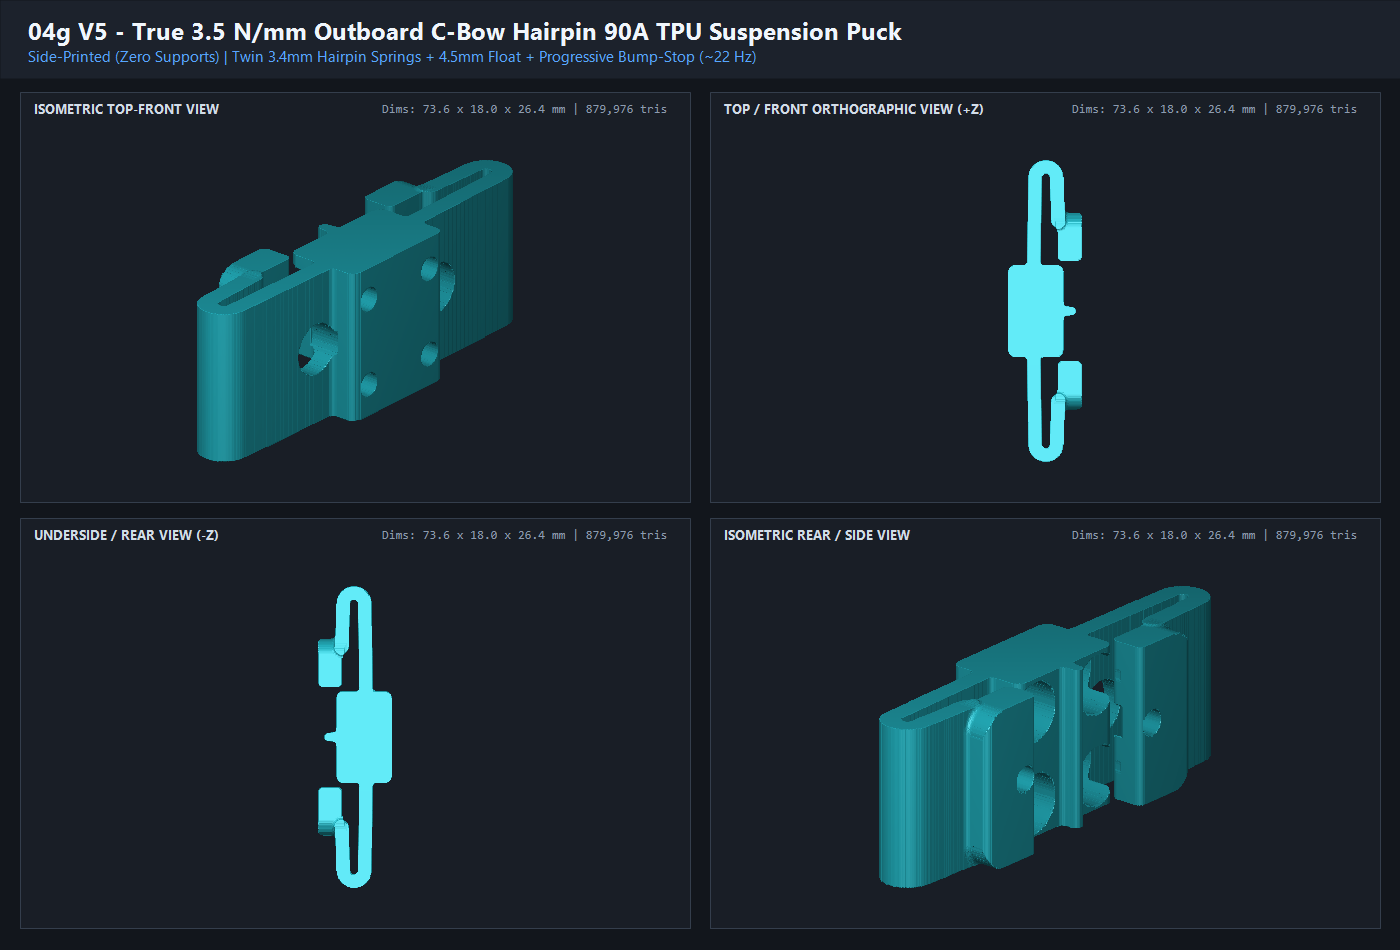 04g V5 - True 3.5 N/mm Outboard C-Bow Hairpin 90A TPU Suspension Puck
Side-Printed (Zero Supports) | Twin 3.4mm Hairpin Springs + 4.5mm Float + Progressive Bump-Stop (~22 Hz)
ISOMETRIC TOP-FRONT VIEW
Dims: 73.6 x 18.0 x 26.4 mm | 879,976 tris
TOP / FRONT ORTHOGRAPHIC VIEW (+Z)
Dims: 73.6 x 18.0 x 26.4 mm | 879,976 tris
UNDERSIDE / REAR VIEW (-Z)
Dims: 73.6 x 18.0 x 26.4 mm | 879,976 tris
ISOMETRIC REAR / SIDE VIEW
Dims: 73.6 x 18.0 x 26.4 mm | 879,976 tris